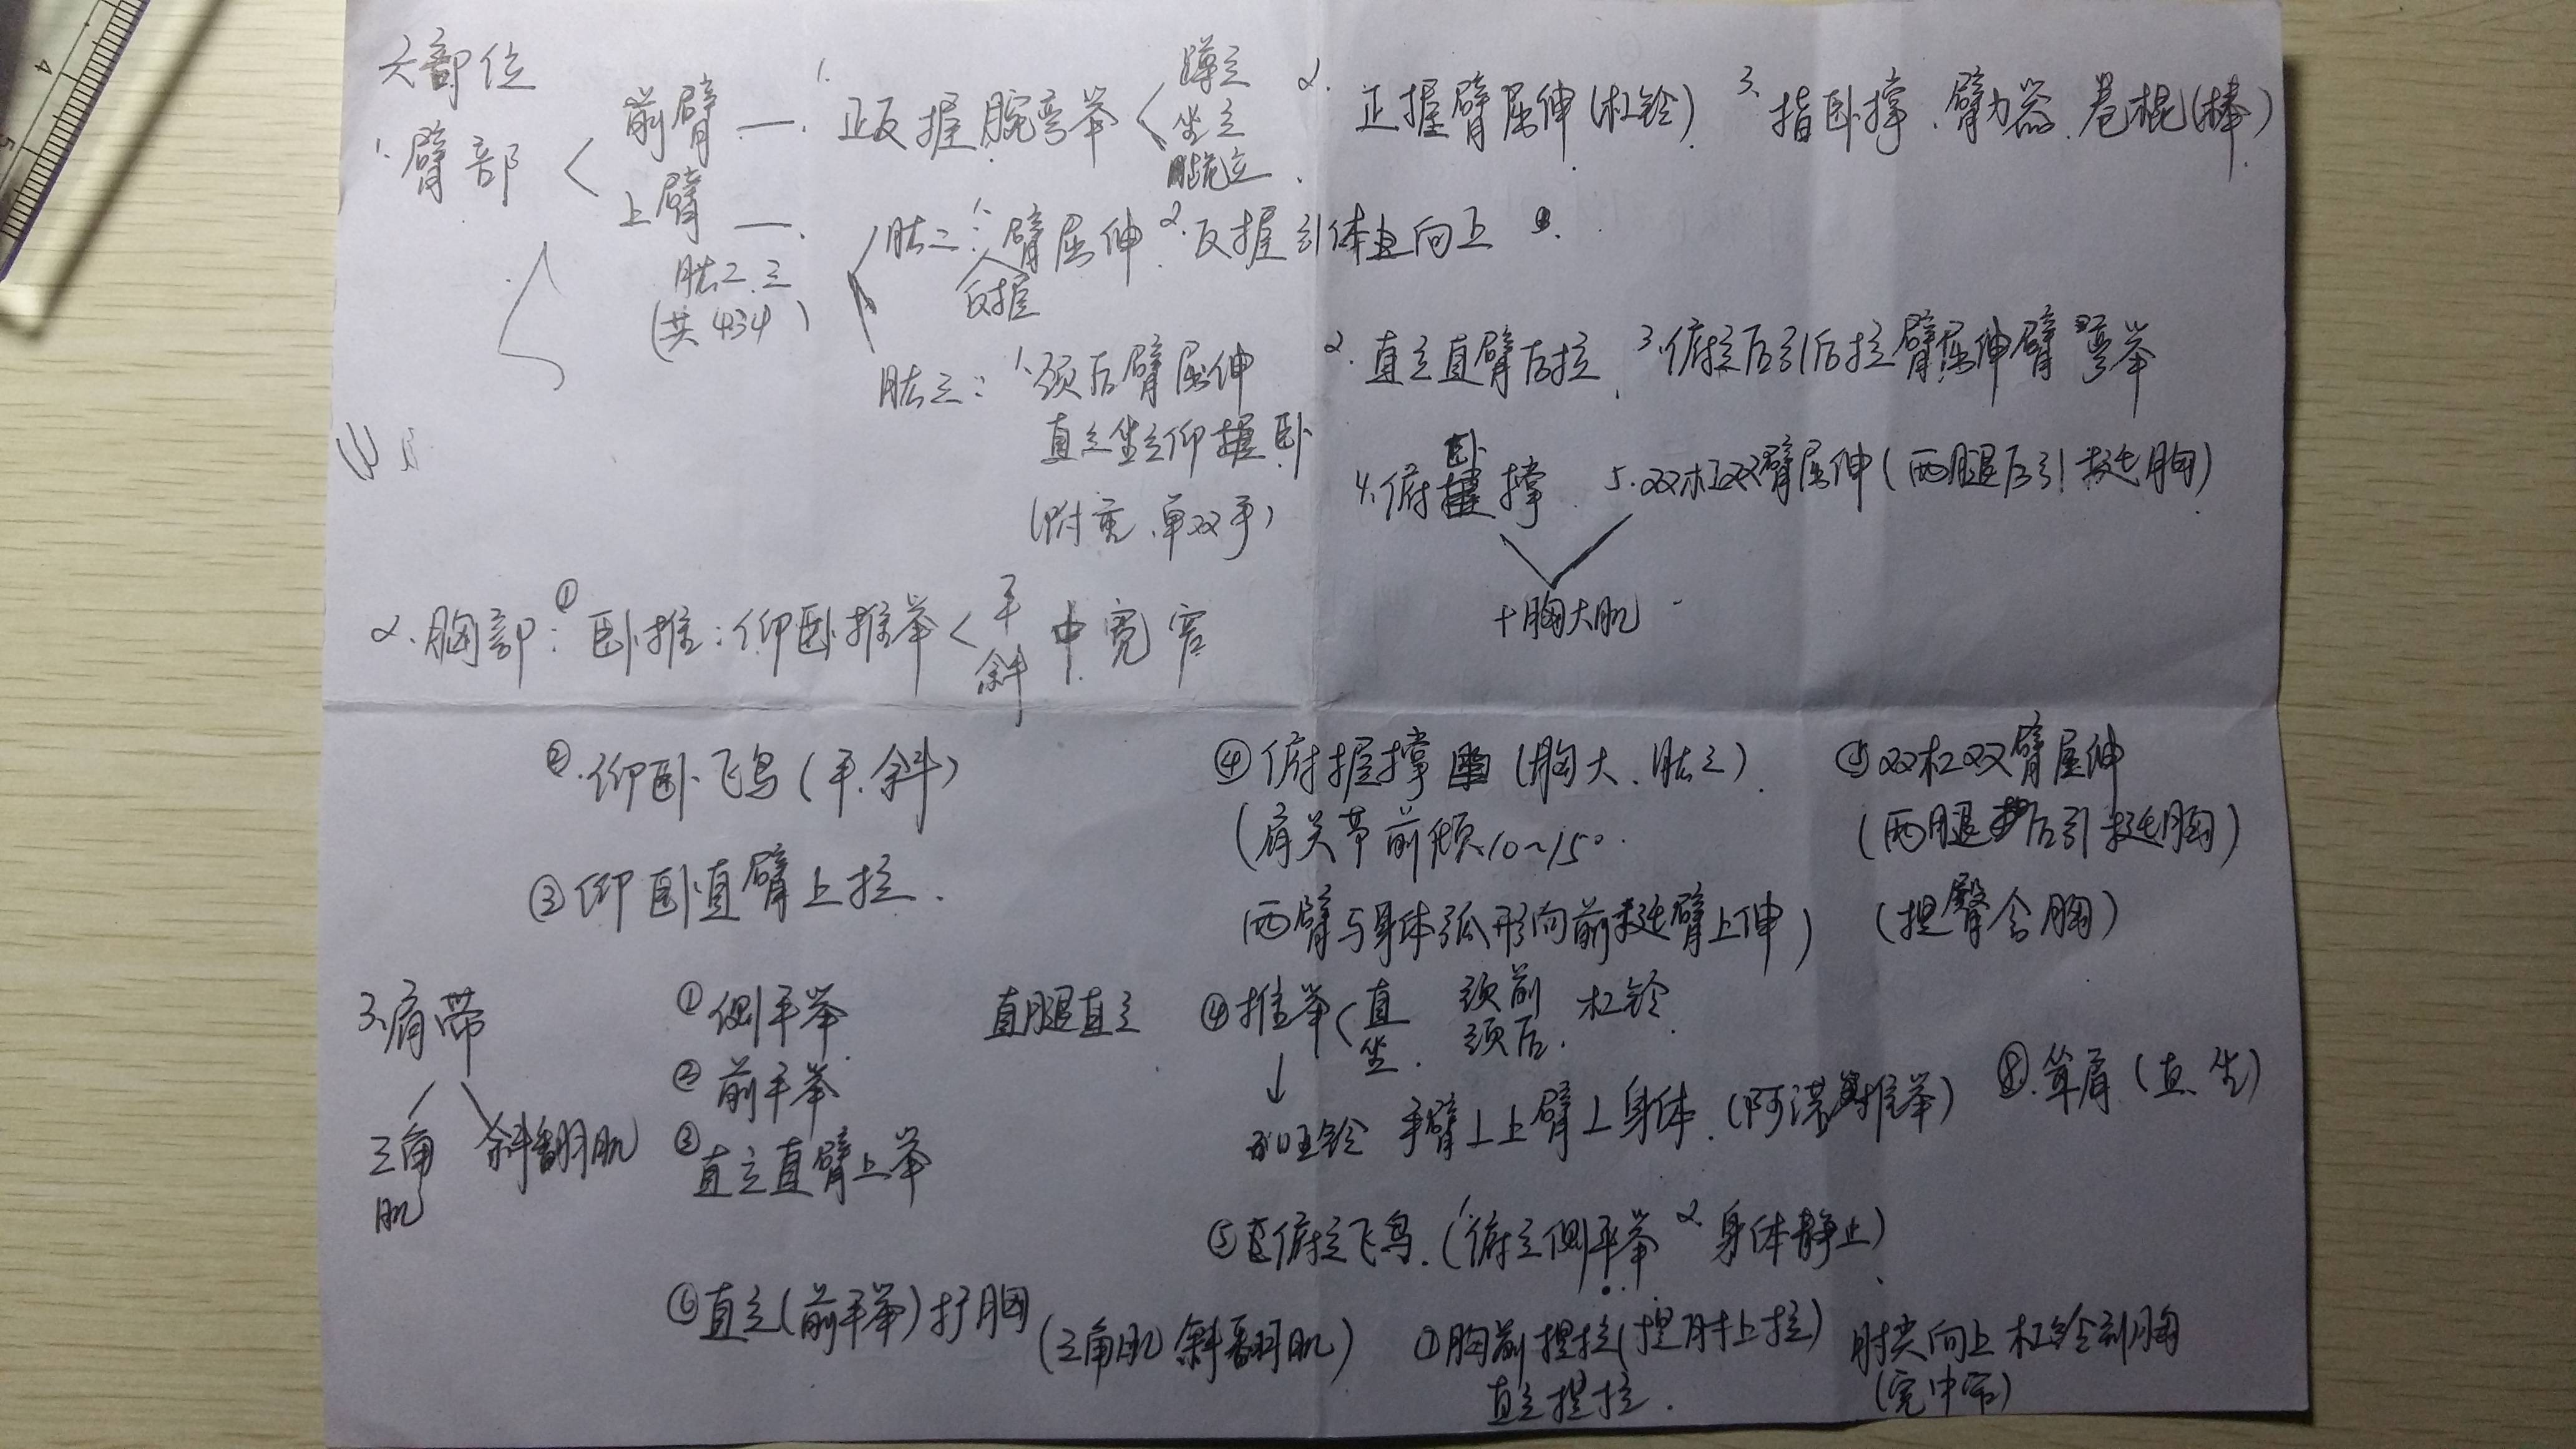 六部位
1. 臂部 < 前臂 —. 1. 正反握腕弯举 < 蹲立 坐立 跪立. 2. 正握臂屈伸(杠铃). 3. 指卧撑、臂力器、卷棍(棒).
上臂 —. 肱二: 1. 臂屈伸. 2. 反握引体向上
反握
肱二.三
(共434)
肱三: 1. 颈后臂屈伸 2. 直立直臂后拉. 3. 俯立后引后拉臂屈伸臂弯举
直立坐立仰卧
(附重、单双手)
4. 俯卧撑. 5. 双杠双臂屈伸(两腿后引挺胸).
+胸大肌
2. 胸部: ① 卧推: 仰卧推举 < 平 斜 中.宽 窄
②. 仰卧飞鸟(平.斜)
③ 仰卧直臂上拉.
④ 俯握撑 (胸大、肱三).
(肩关节前倾10~15°.
两臂与身体弧形向前挺臂上伸)
⑤ 双杠双臂屈伸
(两腿后引挺胸)
(提臀含胸)
3. 肩带
三角肌 斜翻肌
① 侧平举
② 前平举
③ 直立直臂上举
直腿直立
④ 推举 < 直 坐. 颈前 颈后. 杠铃.
↓
哑铃 手臂⊥上臂⊥身体.(阿诺推举)
⑧. 耸肩(直.坐)
⑤ 俯立飞鸟.(1.俯立侧平举 2.身体静止)
⑥ 直立(前平举)扩胸 (三角肌 斜翻肌)
⑦ 胸前提拉(提肘上拉) 肘尖向上 杠铃到胸
直立提拉. (宽中窄)